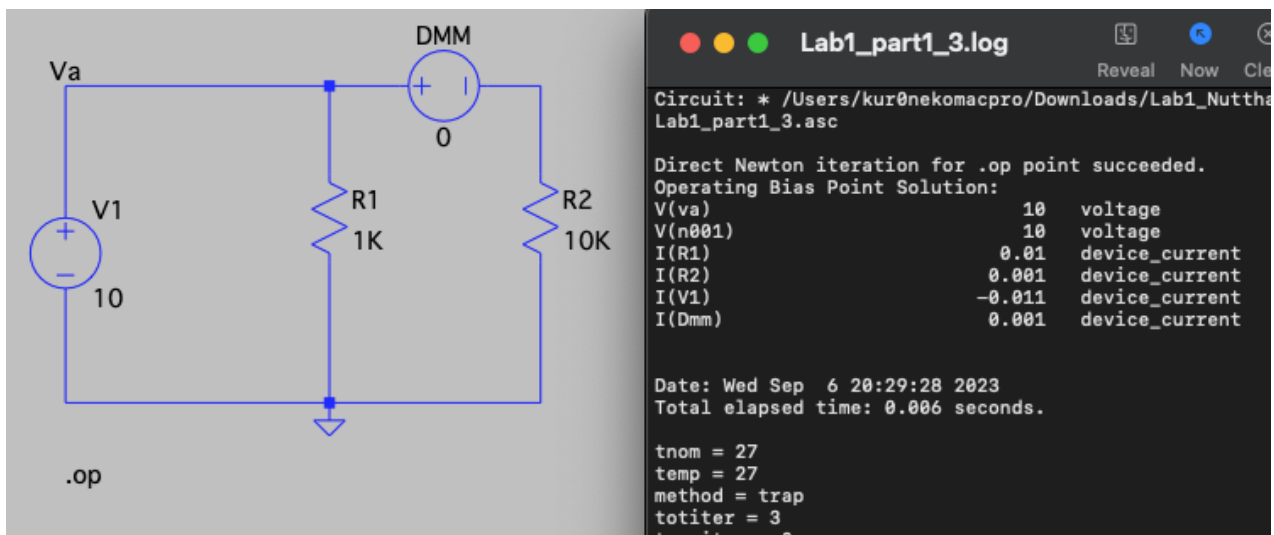 DMM
Va
0
V1
10
R1
1K
R2
10K
.op
Lab1_part1_3.log
Reveal Now Cle
Circuit: * /Users/kur0nekomacpro/Downloads/Lab1_Nuttha
Lab1_part1_3.asc
Direct Newton iteration for .op point succeeded.
Operating Bias Point Solution:
V(va) 10 voltage
V(n001) 10 voltage
I(R1) 0.01 device_current
I(R2) 0.001 device_current
I(V1) -0.011 device_current
I(Dmm) 0.001 device_current
Date: Wed Sep  6 20:29:28 2023
Total elapsed time: 0.006 seconds.
tnom = 27
temp = 27
method = trap
totiter = 3